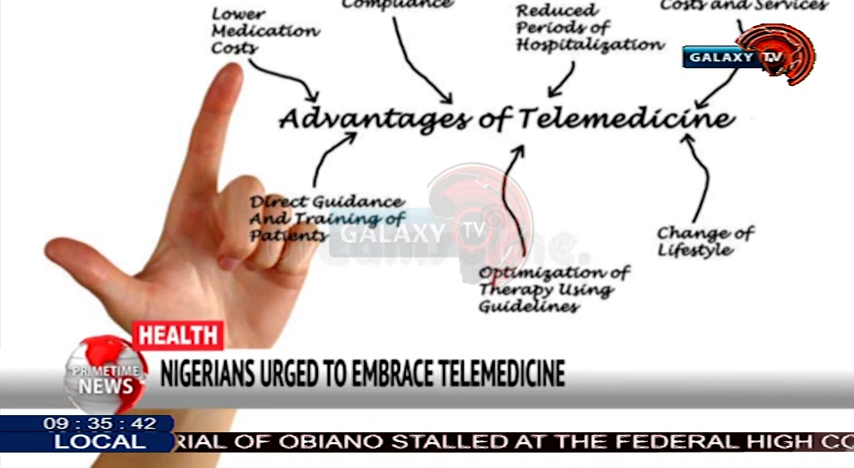 Compliance
Costs and Services
Lower
Medication
Costs
Reduced
Periods of
Hospitalization
GALAXY TV
Advantages of Telemedicine
Direct Guidance
And Training of
Patients
GALAXY TV
Change of
Lifestyle
Optimization of
Therapy Using
Guidelines
HEALTH
PRIMETIME
NEWS
NIGERIANS URGED TO EMBRACE TELEMEDICINE
09 : 35 : 42
LOCAL
RIAL OF OBIANO STALLED AT THE FEDERAL HIGH CO